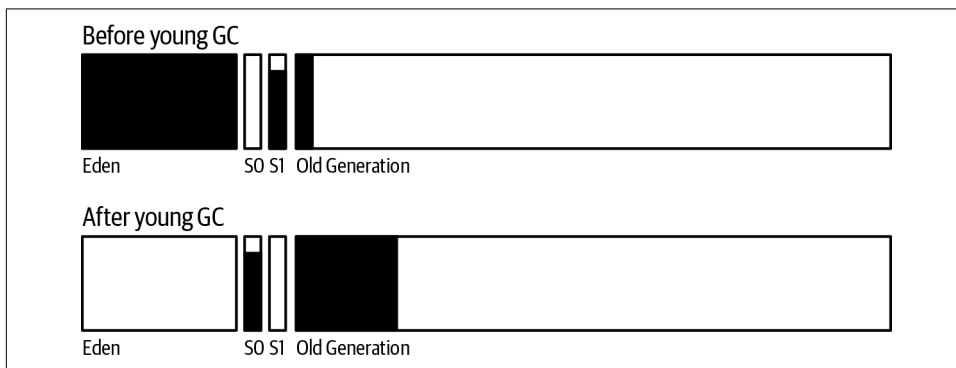 Before young GC
Eden S0 S1 Old Generation
After young GC
Eden S0 S1 Old Generation